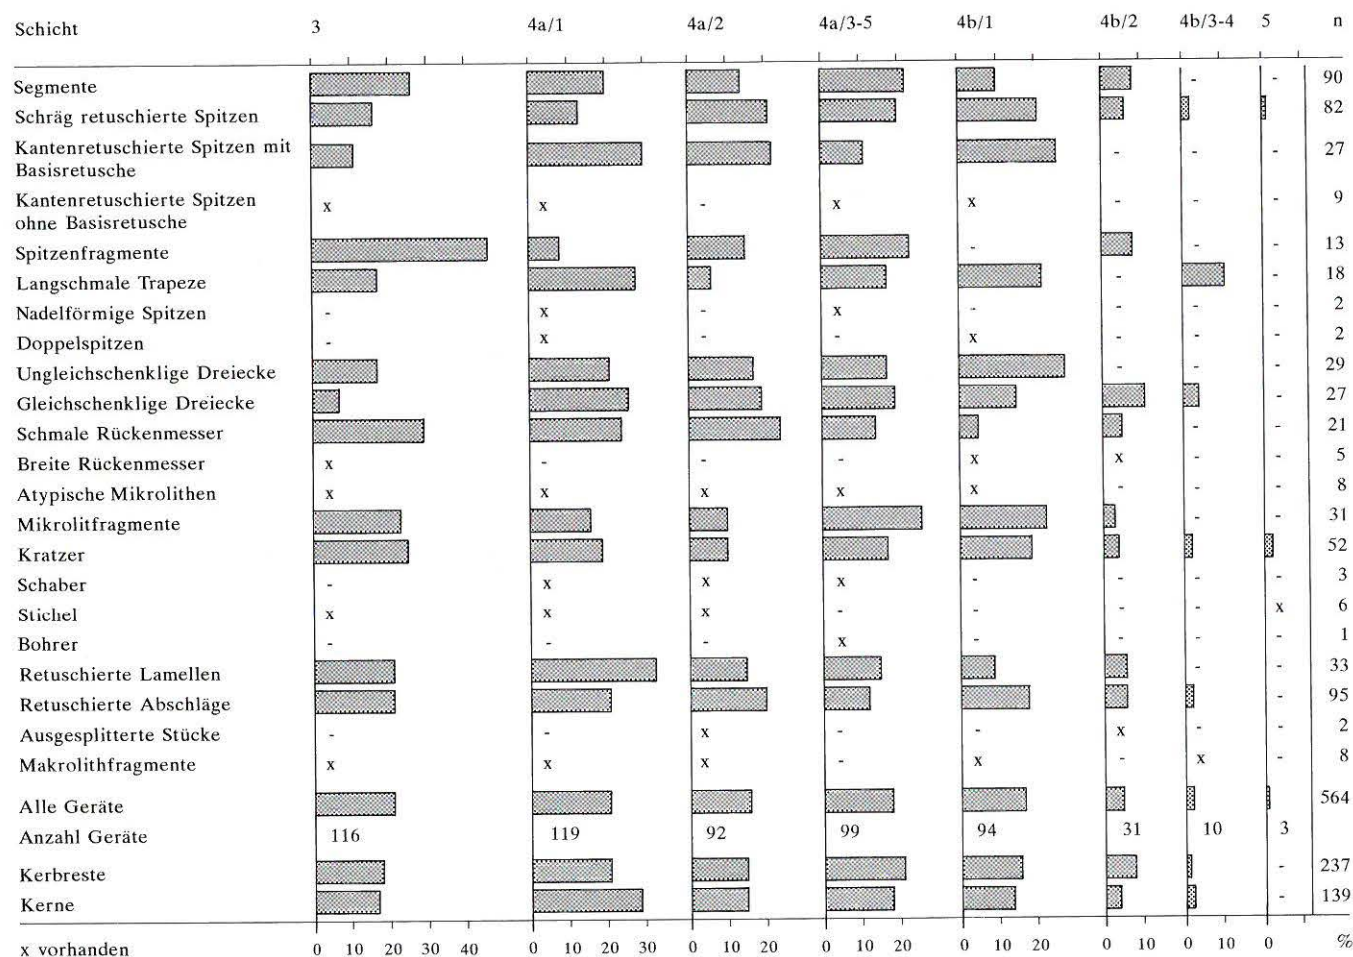 Schicht 3 4a/1 4a/2 4a/3-5 4b/1 4b/2 4b/3-4 5 n
Segmente - - 90
Schräg retuschierte Spitzen 82
Kantenretuschierte Spitzen mit
Basisretusche - - - 27
Kantenretuschierte Spitzen
ohne Basisretusche x x - x x - - - 9
Spitzenfragmente - - - 13
Langschmale Trapeze - - 18
Nadelförmige Spitzen - x - x - - - - 2
Doppelspitzen - x - - x - - - 2
Ungleichschenklige Dreiecke - - - 29
Gleichschenklige Dreiecke - 27
Schmale Rückenmesser - - 21
Breite Rückenmesser x - - - x x - - 5
Atypische Mikrolithen x x x x x - - - 8
Mikrolitfragmente - - 31
Kratzer 52
Schaber - x x x - - - - 3
Stichel x x x - - - - x 6
Bohrer - - - x - - - - 1
Retuschierte Lamellen - - 33
Retuschierte Abschläge - 95
Ausgesplitterte Stücke - - x - - x - - 2
Makrolithfragmente x x x - x - x - 8
Alle Geräte 564
Anzahl Geräte 116 119 92 99 94 31 10 3
Kerbreste - 237
Kerne - 139
x vorhanden 0 10 20 30 40 0 10 20 30 0 10 20 0 10 20 0 10 20 0 10 0 10 0 %